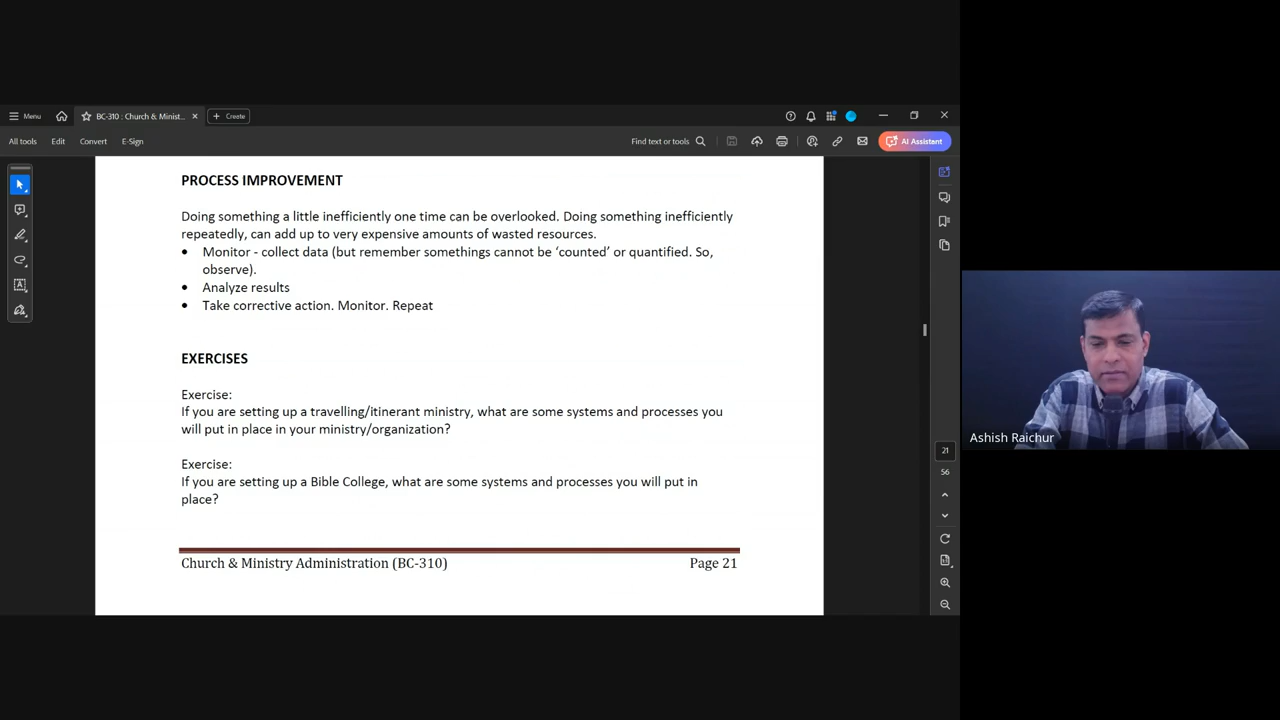 Menu
BC-310 : Church & Minist...
Create
All tools
Edit
Convert
E-Sign
Find text or tools
AI Assistant
PROCESS IMPROVEMENT
Doing something a little inefficiently one time can be overlooked. Doing something inefficiently
repeatedly, can add up to very expensive amounts of wasted resources.
• Monitor - collect data (but remember somethings cannot be ‘counted’ or quantified. So,
observe).
• Analyze results
• Take corrective action. Monitor. Repeat
EXERCISES
Exercise:
If you are setting up a travelling/itinerant ministry, what are some systems and processes you
will put in place in your ministry/organization?
Exercise:
If you are setting up a Bible College, what are some systems and processes you will put in
place?
Church & Ministry Administration (BC-310)
Page 21
21
56
Ashish Raichur